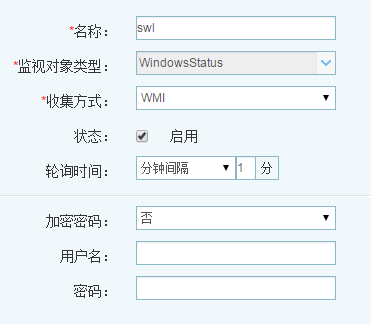 *名称： swl
*监视对象类型： WindowsStatus
*收集方式： WMI
状态： 启用
轮询时间： 分钟间隔 1 分
加密密码： 否
用户名：
密码：